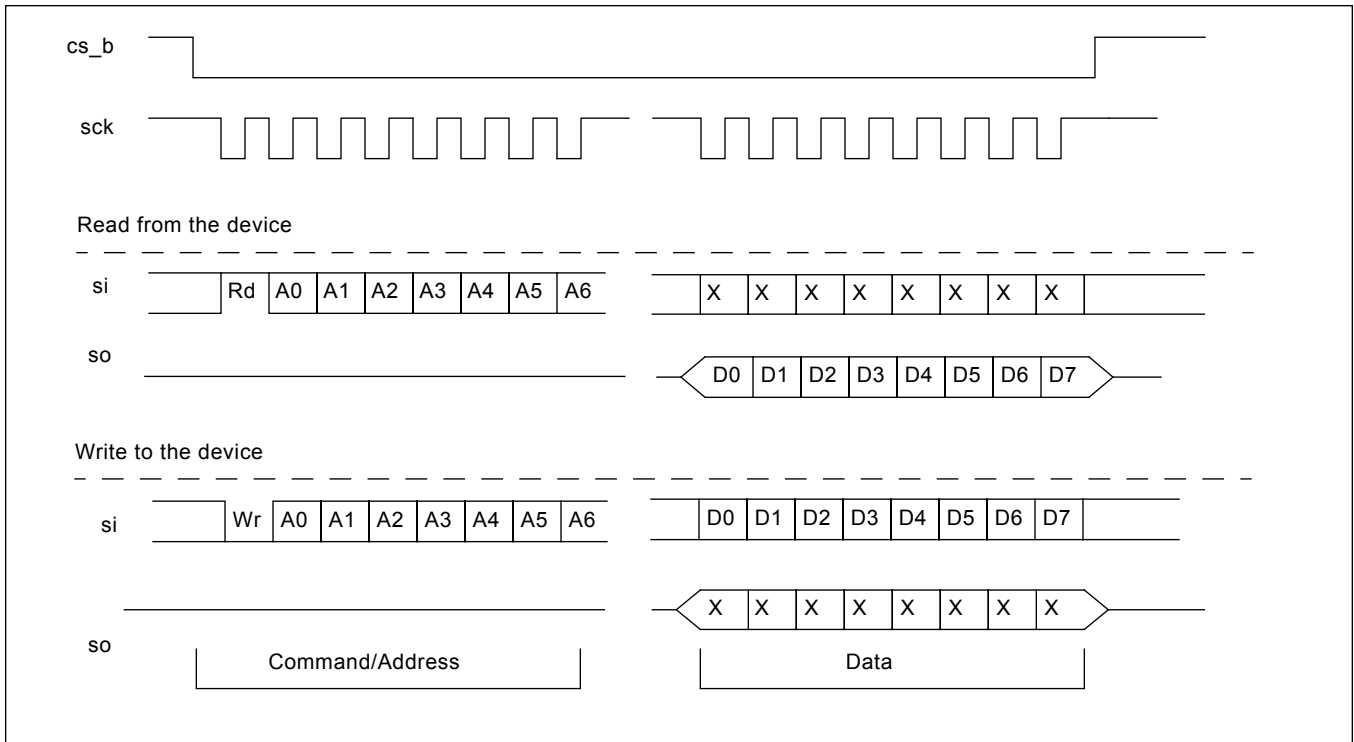 cs_b
sck
Read from the device
si Rd A0 A1 A2 A3 A4 A5 A6 X X X X X X X X
so D0 D1 D2 D3 D4 D5 D6 D7
Write to the device
si Wr A0 A1 A2 A3 A4 A5 A6 D0 D1 D2 D3 D4 D5 D6 D7
so X X X X X X X X
Command/Address Data